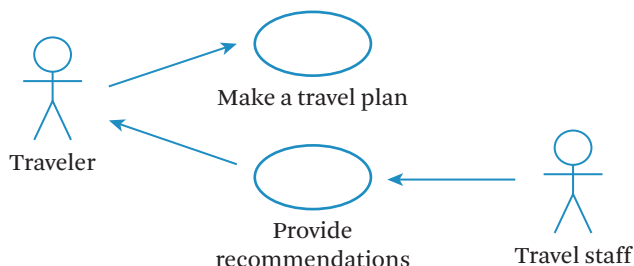 Make a travel plan
Traveler
Provide
recommendations
Travel staff